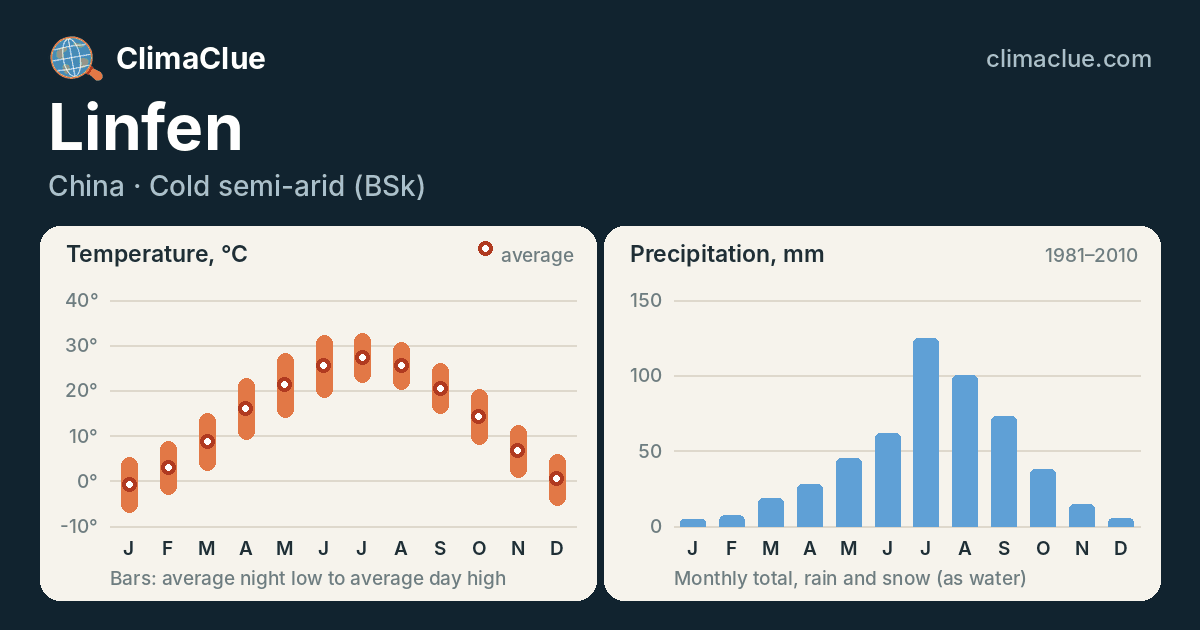 ClimaClue
climaclue.com
Linfen
China · Cold semi-arid (BSk)
Temperature, °C
average
40°
30°
20°
10°
0°
-10°
J F M A M J J A S O N D
Bars: average night low to average day high
Precipitation, mm
1981–2010
150
100
50
0
J F M A M J J A S O N D
Monthly total, rain and snow (as water)